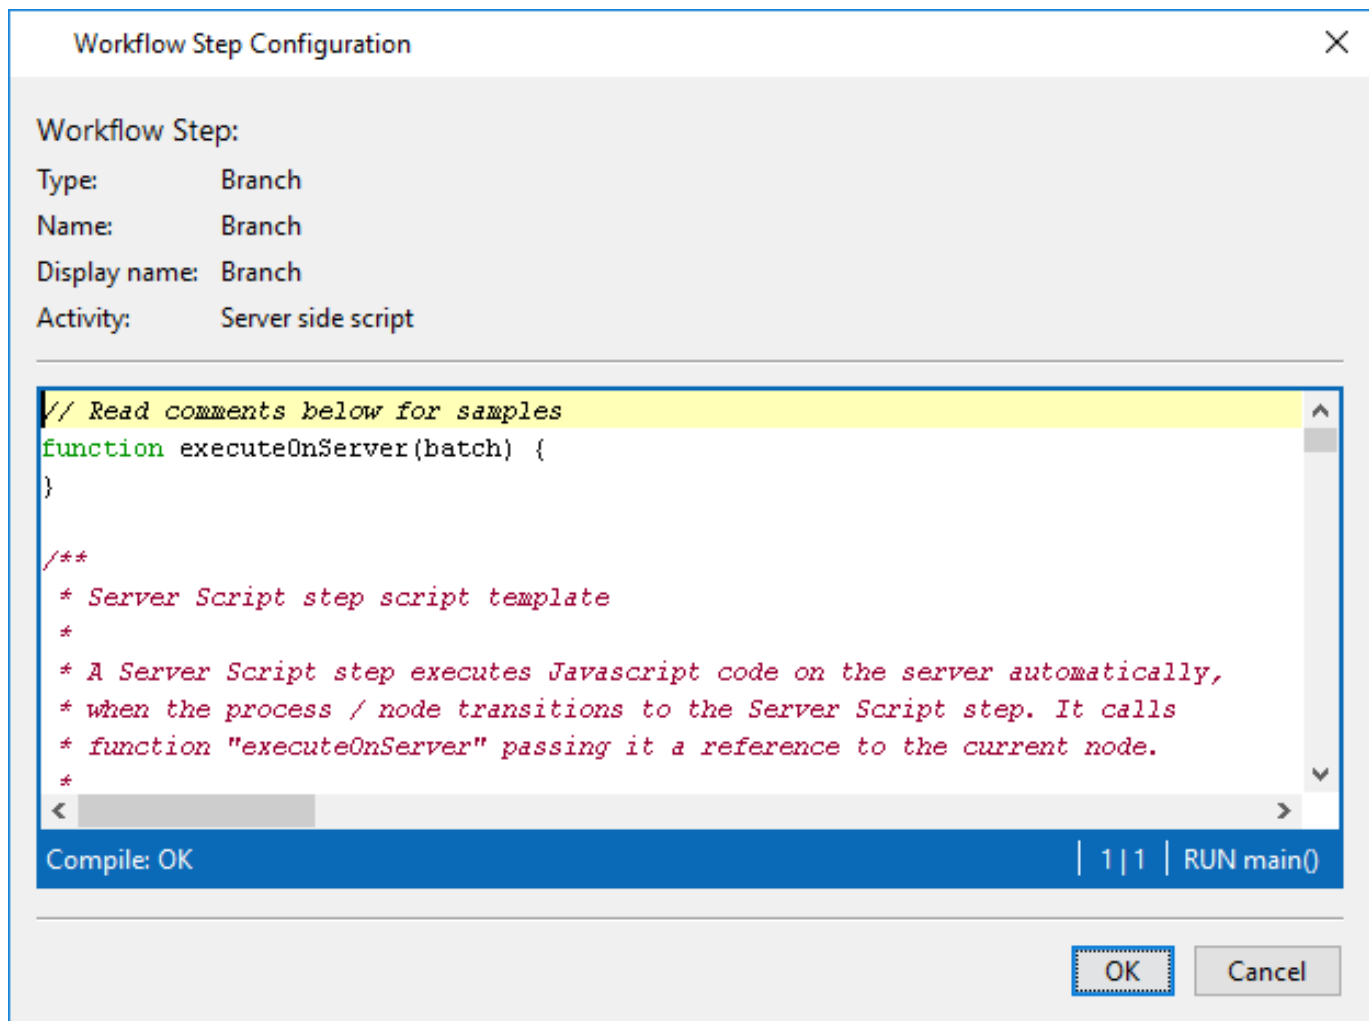 Workflow Step Configuration
Workflow Step:
Type: Branch
Name: Branch
Display name: Branch
Activity: Server side script
// Read comments below for samples
function executeOnServer(batch) {
}
/**
* Server Script step script template
*
* A Server Script step executes Javascript code on the server automatically,
* when the process / node transitions to the Server Script step. It calls
* function "executeOnServer" passing it a reference to the current node.
*
Compile: OK 1|1 RUN main()
OK Cancel